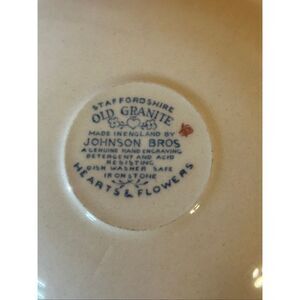 STAFFORDSHIRE
OLD GRANITE
MADE IN ENGLAND BY
JOHNSON BROS
A GENUINE HAND ENGRAVING
DETERGENT AND ACID
RESISTING
DISH WASHER SAFE
IRONSTONE
HEARTS & FLOWERS